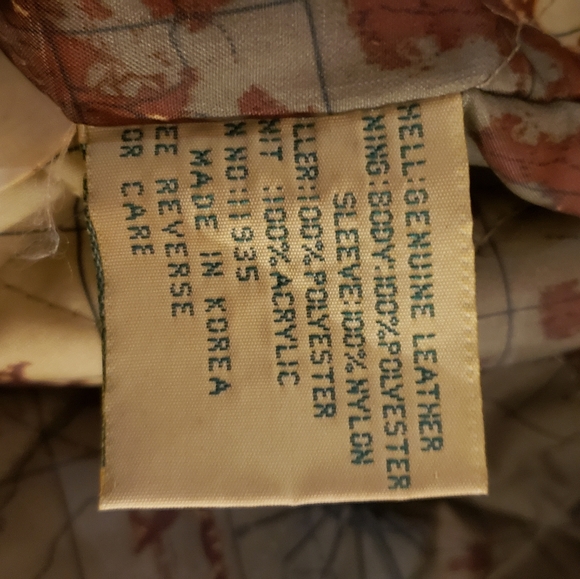 HELL:GENUINE LEATHER
NING:BODY:100%POLYESTER
SLEEVE:100%NYLON
LLER:100%POLYESTER
NIT :100%ACRYLIC
N NO:11935
MADE IN KOREA
EE REVERSE
OR CARE